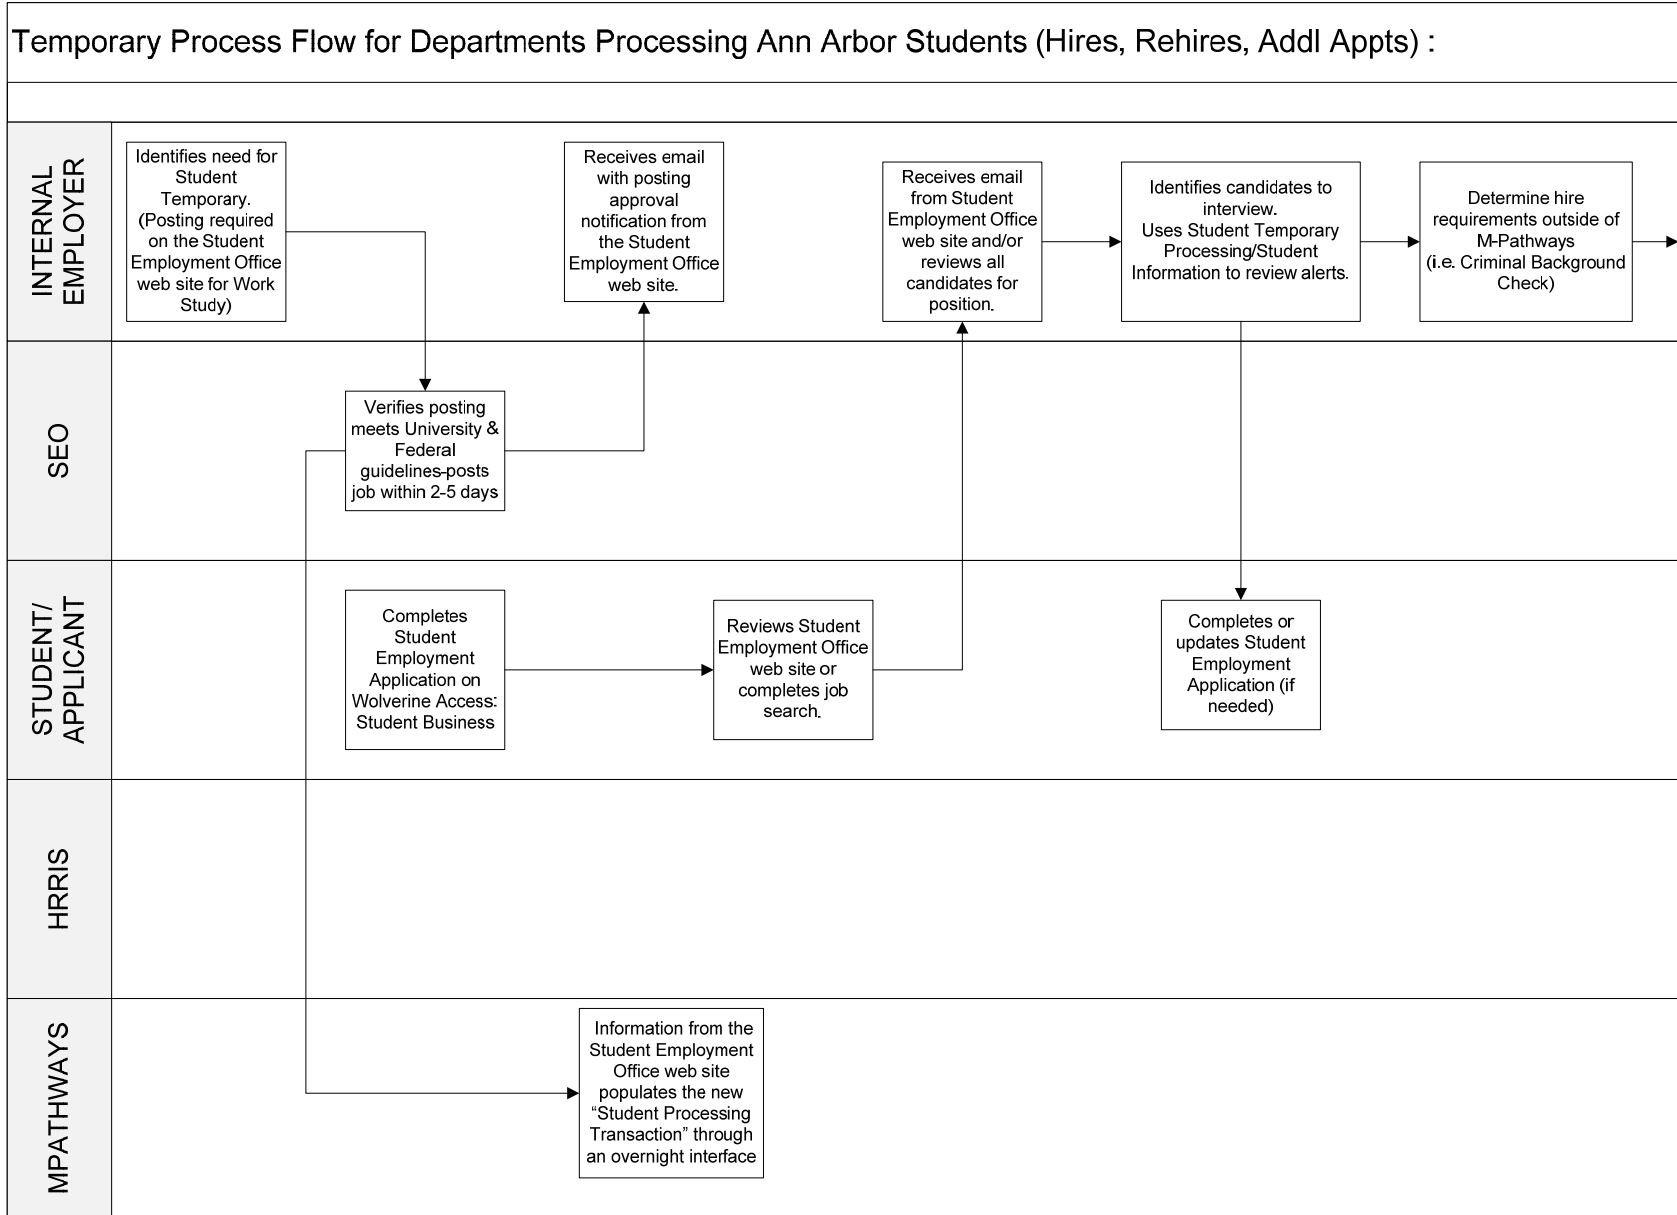 Temporary Process Flow for Departments Processing Ann Arbor Students (Hires, Rehires, Addl Appts) :
INTERNAL
EMPLOYER
Identifies need for
Student
Temporary.
(Posting required
on the Student
Employment Office
web site for Work
Study)
Receives email
with posting
approval
notification from
the Student
Employment Office
web site.
Receives email
from Student
Employment Office
web site and/or
reviews all
candidates for
position.
Identifies candidates to
interview.
Uses Student Temporary
Processing/Student
Information to review alerts.
Determine hire
requirements outside of
M-Pathways
(i.e. Criminal Background
Check)
SEO
Verifies posting
meets University &
Federal
guidelines-posts
job within 2-5 days
STUDENT/
APPLICANT
Completes
Student
Employment
Application on
Wolverine Access:
Student Business
Reviews Student
Employment Office
web site or
completes job
search.
Completes or
updates Student
Employment
Application (if
needed)
HRRIS
MPATHWAYS
Information from the
Student Employment
Office web site
populates the new
“Student Processing
Transaction” through
an overnight interface